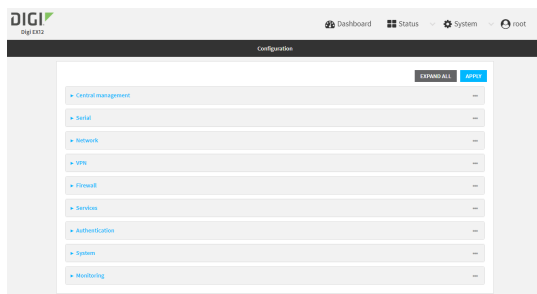 DIGI
Digi EX12
Dashboard Status System root
Configuration
EXPAND ALL APPLY
Central management
Serial
Network
VPN
Firewall
Services
Authentication
System
Monitoring